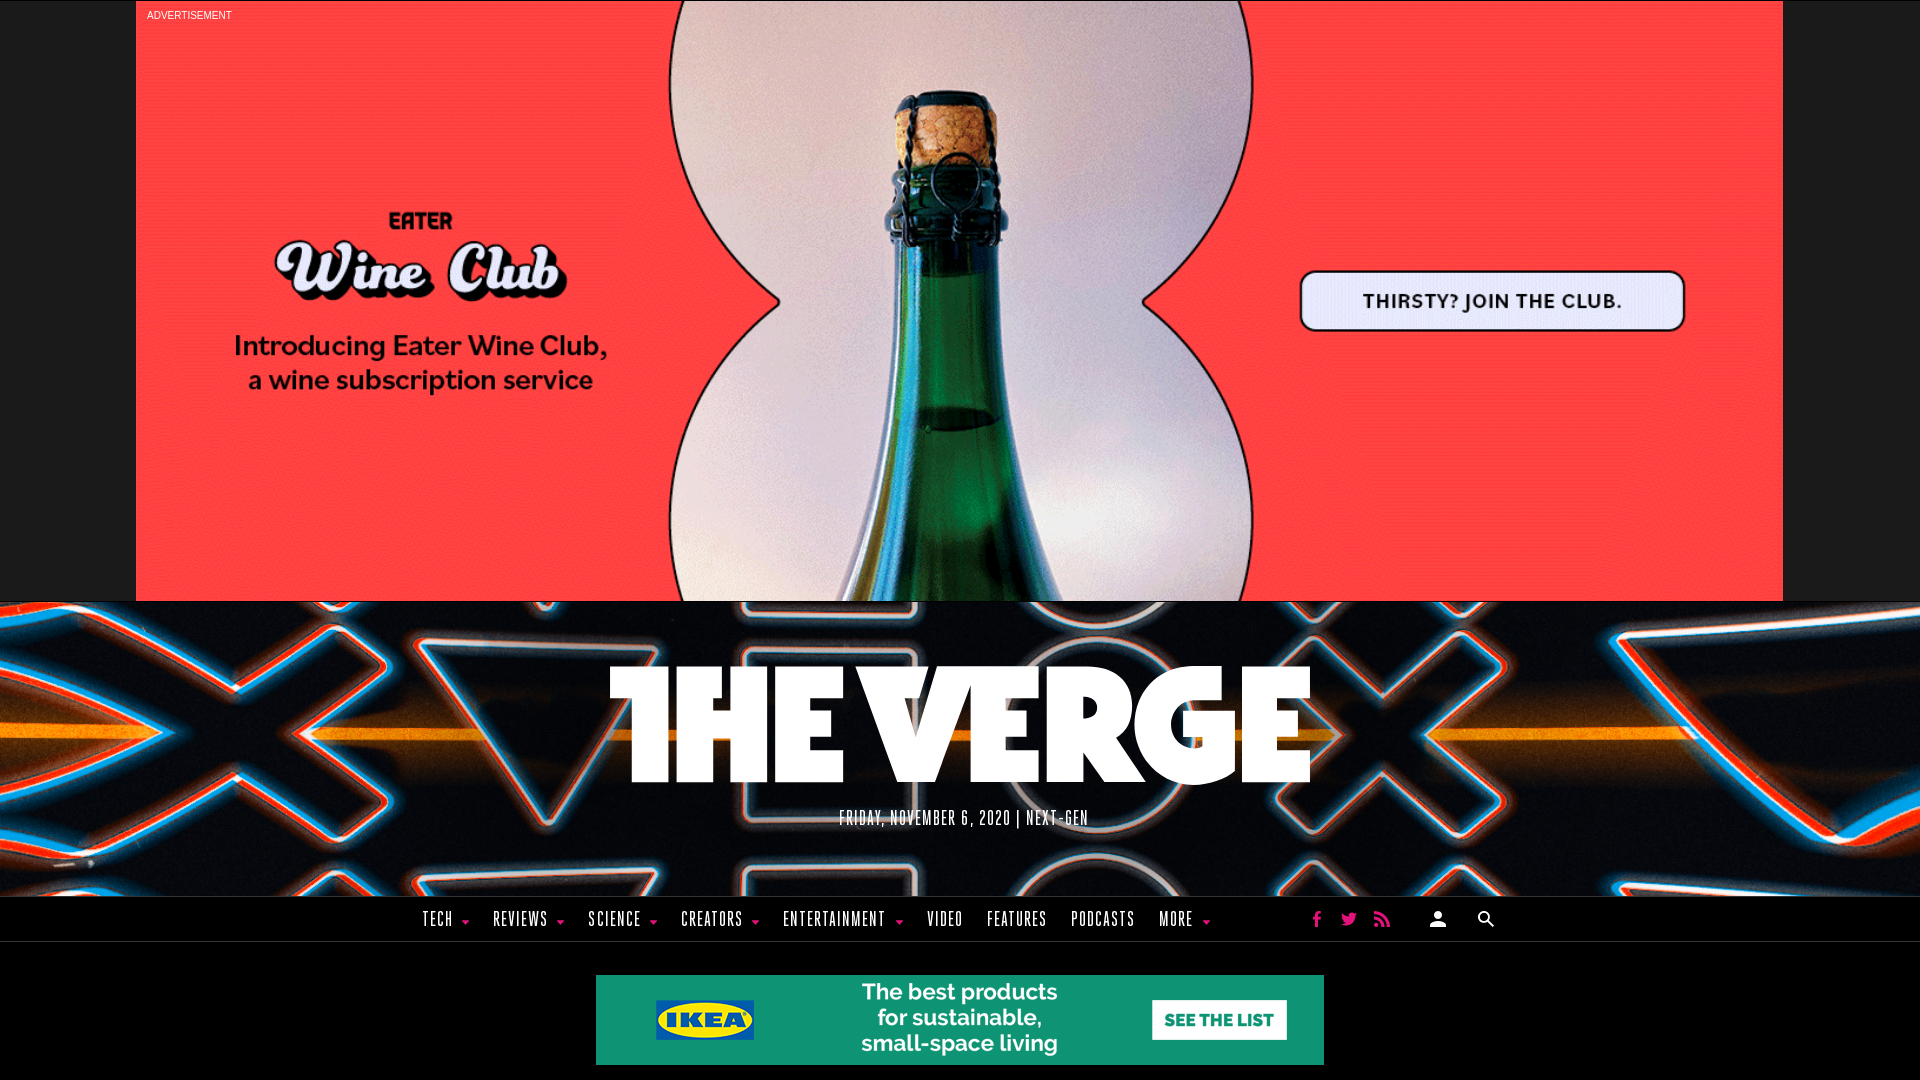 ADVERTISEMENT
EATER
Wine Club
Introducing Eater Wine Club,
a wine subscription service
THIRSTY? JOIN THE CLUB.
THE VERGE
FRIDAY, NOVEMBER 6, 2020 | NEXT-GEN
TECH REVIEWS SCIENCE CREATORS ENTERTAINMENT VIDEO FEATURES PODCASTS MORE
IKEA
The best products
for sustainable,
small-space living
SEE THE LIST